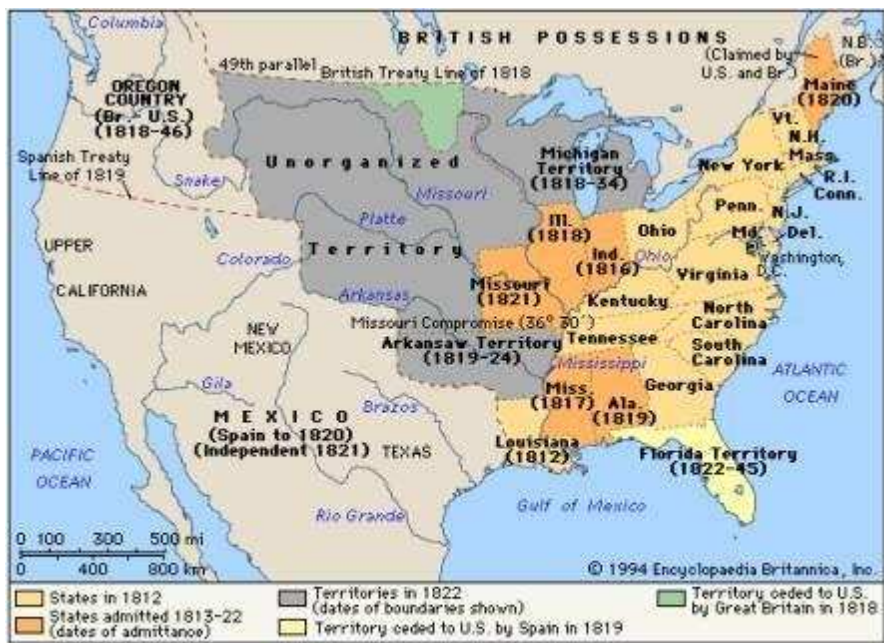 Columbia
BRITISH POSSESSIONS
49th parallel
British Treaty Line of 1818
(Claimed by
U.S. and Br.)
N.B.
(Br.)
Maine
(1820)
OREGON
COUNTRY
(Br. - U.S.)
(1818-46)
Spanish Treaty
Line of 1819
Snake
Unorganized
Territory
Missouri
Platte
Michigan
Territory
(1818-34)
Vt.
N.H.
Mass.
New York
R.I.
Conn.
Penn.
N.J.
Md.
Del.
Washington,
D.C.
Ill.
(1818)
Ohio
Ind.
(1816)
Ohio
UPPER
CALIFORNIA
Colorado
Arkansas
Missouri
(1821)
Virginia
Kentucky
Missouri Compromise (36° 30´)
North
Carolina
NEW
MEXICO
Arkansaw Territory
(1819-24)
Tennessee
South
Carolina
Mississippi
ATLANTIC
OCEAN
Gila
Brazos
Miss.
(1817)
Ala.
(1819)
Georgia
MEXICO
(Spain to 1820)
(Independent 1821)
TEXAS
Louisiana
(1812)
Florida Territory
(1822-45)
PACIFIC
OCEAN
Rio Grande
Gulf of Mexico
0 100 300 500 mi
0 400 800 km
© 1994 Encyclopaedia Britannica, Inc.
States in 1812
States admitted 1813-22
(dates of admittance)
Territories in 1822
(dates of boundaries shown)
Territory ceded to U.S. by Spain in 1819
Territory ceded to U.S.
by Great Britain in 1818